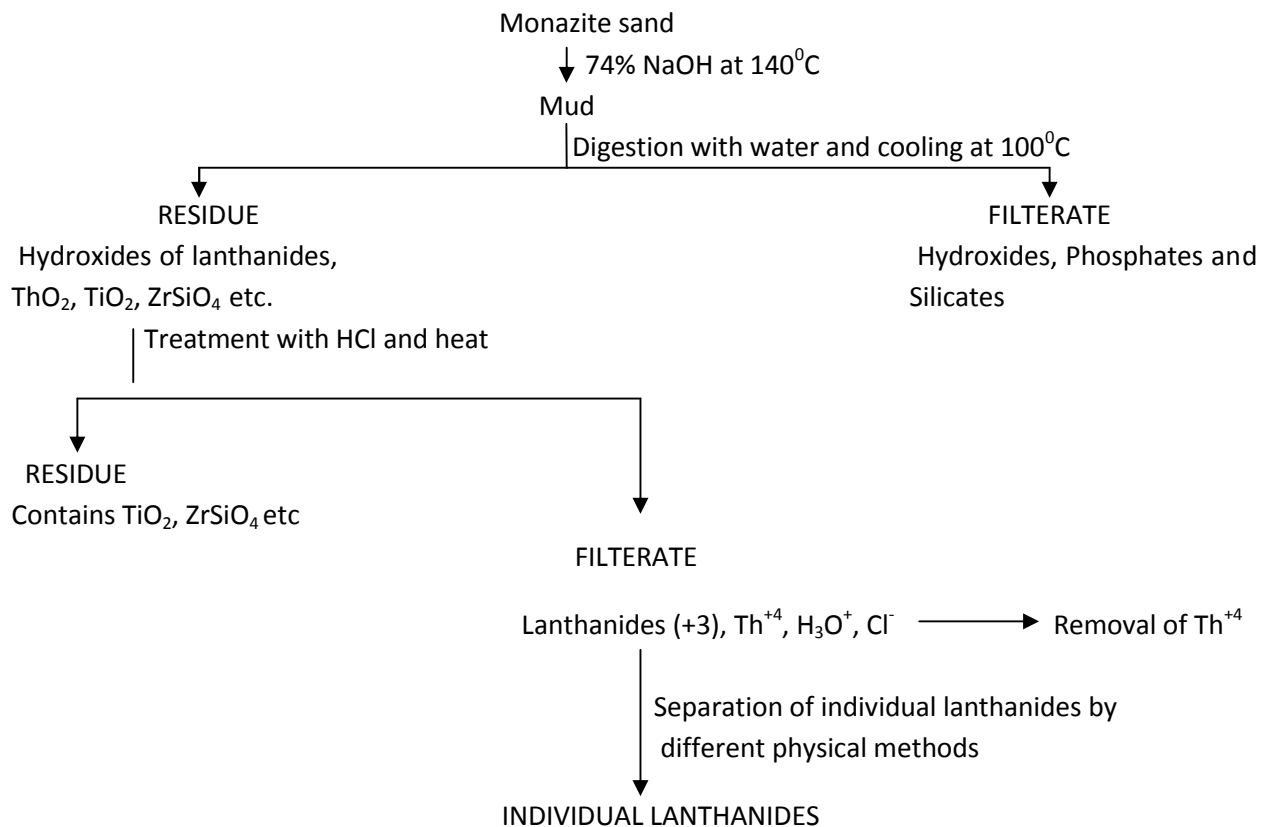 Monazite sand
74% NaOH at 140⁰C
Mud
Digestion with water and cooling at 100⁰C
RESIDUE
Hydroxides of lanthanides,
ThO₂, TiO₂, ZrSiO₄ etc.
FILTERATE
Hydroxides, Phosphates and
Silicates
Treatment with HCl and heat
RESIDUE
Contains TiO₂, ZrSiO₄ etc
FILTERATE
Lanthanides (+3), Th⁺⁴, H₃O⁺, Cl⁻
Removal of Th⁺⁴
Separation of individual lanthanides by
different physical methods
INDIVIDUAL LANTHANIDES